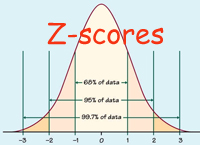 Z-scores
68% of data
95% of data
99.7% of data
-3 -2 -1 0 1 2 3